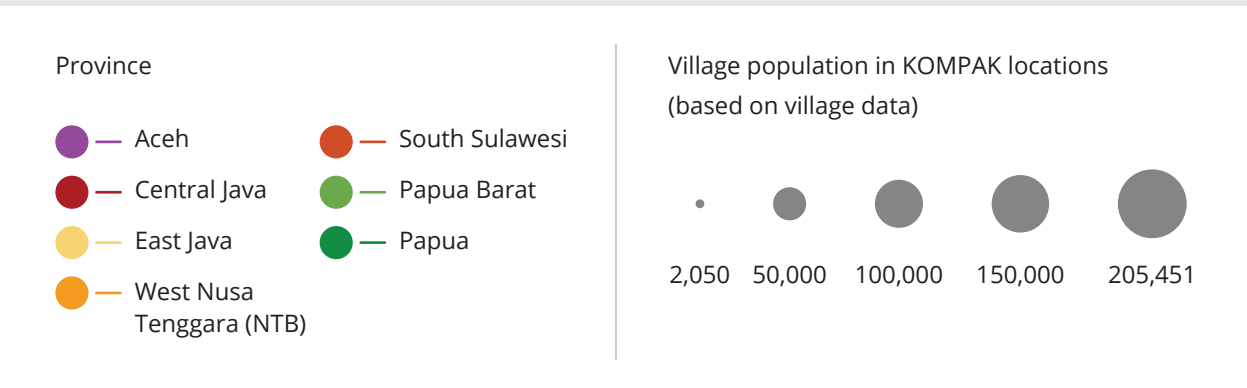 Province
Aceh
Central Java
East Java
West Nusa
Tenggara (NTB)
South Sulawesi
Papua Barat
Papua
Village population in KOMPAK locations
(based on village data)
2,050 50,000 100,000 150,000 205,451